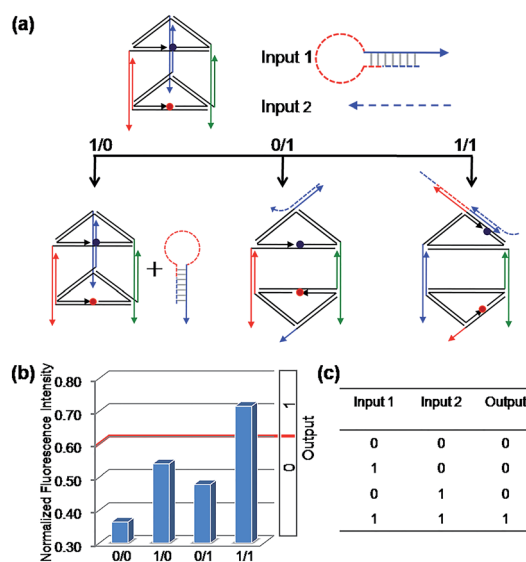 (a)
Input 1
Input 2
1/0
0/1
1/1
+
(b)
Normalized Fluorescence Intensity
0.80
0.70
0.60
0.50
0.40
0.30
0/0
1/0
0/1
1/1
1
0
Output
(c)
Input 1 Input 2 Output
0 0 0
1 0 0
0 1 0
1 1 1